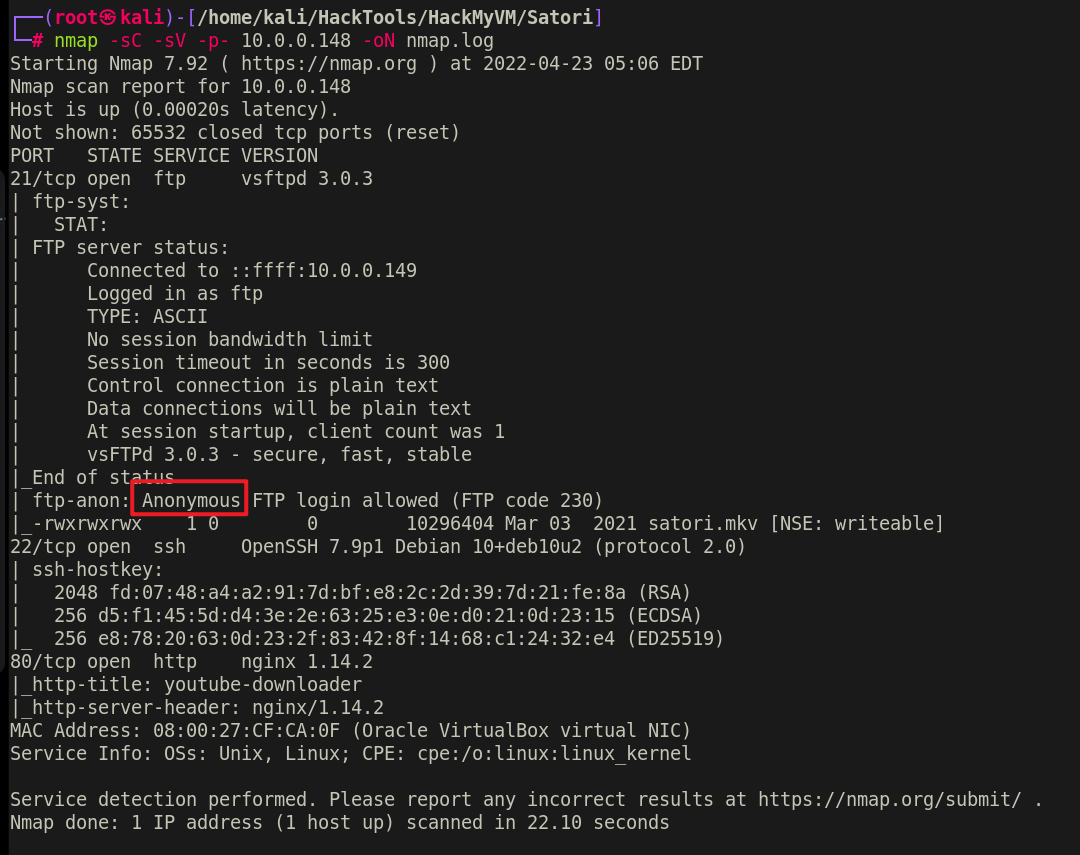 ┌──(root㉿kali)-[/home/kali/HackTools/HackMyVM/Satori]
└─# nmap -sC -sV -p- 10.0.0.148 -oN nmap.log
Starting Nmap 7.92 ( https://nmap.org ) at 2022-04-23 05:06 EDT
Nmap scan report for 10.0.0.148
Host is up (0.00020s latency).
Not shown: 65532 closed tcp ports (reset)
PORT   STATE SERVICE VERSION
21/tcp open  ftp     vsftpd 3.0.3
| ftp-syst:
|   STAT:
| FTP server status:
|      Connected to ::ffff:10.0.0.149
|      Logged in as ftp
|      TYPE: ASCII
|      No session bandwidth limit
|      Session timeout in seconds is 300
|      Control connection is plain text
|      Data connections will be plain text
|      At session startup, client count was 1
|      vsFTPd 3.0.3 - secure, fast, stable
|_End of status
| ftp-anon: Anonymous FTP login allowed (FTP code 230)
|_-rwxrwxrwx    1 0        0        10296404 Mar 03  2021 satori.mkv [NSE: writeable]
22/tcp open  ssh     OpenSSH 7.9p1 Debian 10+deb10u2 (protocol 2.0)
| ssh-hostkey:
|   2048 fd:07:48:a4:a2:91:7d:bf:e8:2c:2d:39:7d:21:fe:8a (RSA)
|   256 d5:f1:45:5d:d4:3e:2e:63:25:e3:0e:d0:21:0d:23:15 (ECDSA)
|_  256 e8:78:20:63:0d:23:2f:83:42:8f:14:68:c1:24:32:e4 (ED25519)
80/tcp open  http    nginx 1.14.2
|_http-title: youtube-downloader
|_http-server-header: nginx/1.14.2
MAC Address: 08:00:27:CF:CA:0F (Oracle VirtualBox virtual NIC)
Service Info: OSs: Unix, Linux; CPE: cpe:/o:linux:linux_kernel
Service detection performed. Please report any incorrect results at https://nmap.org/submit/ .
Nmap done: 1 IP address (1 host up) scanned in 22.10 seconds